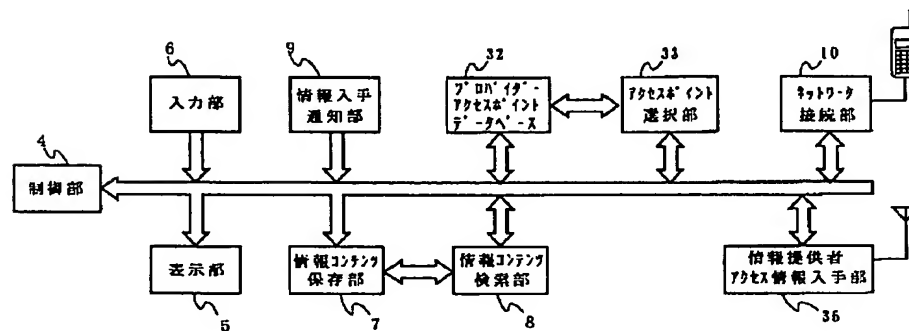 6
9
32
33
10
入力部
情報入手
通知部
プロバイダー
アクセスポイント
データベース
アクセスポイント
選択部
ネットワーク
接続部
4
制御部
表示部
情報コンテンツ
保存部
情報コンテンツ
検索部
情報提供者
アクセス情報入手部
5
7
8
35